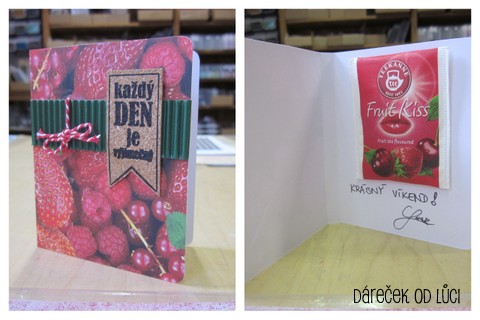 každý
DEN
je
výjimečný
TEEKANNE
Fruit Kiss
KRÁSNÝ VÍKEND!
DÁREČEK OD LŮCI